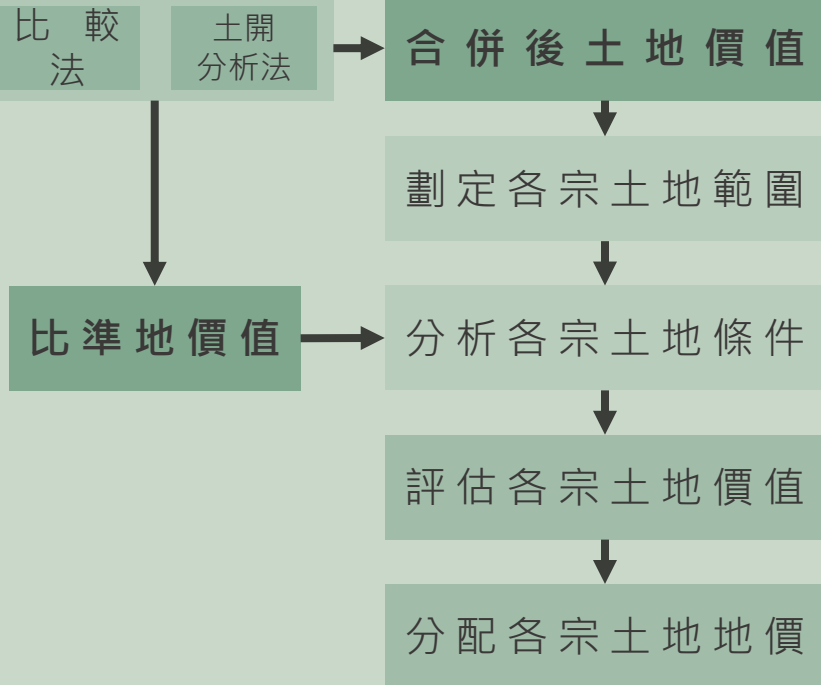 比較
法
土開
分析法
合併後土地價值
劃定各宗土地範圍
比準地價值
分析各宗土地條件
評估各宗土地價值
分配各宗土地地價